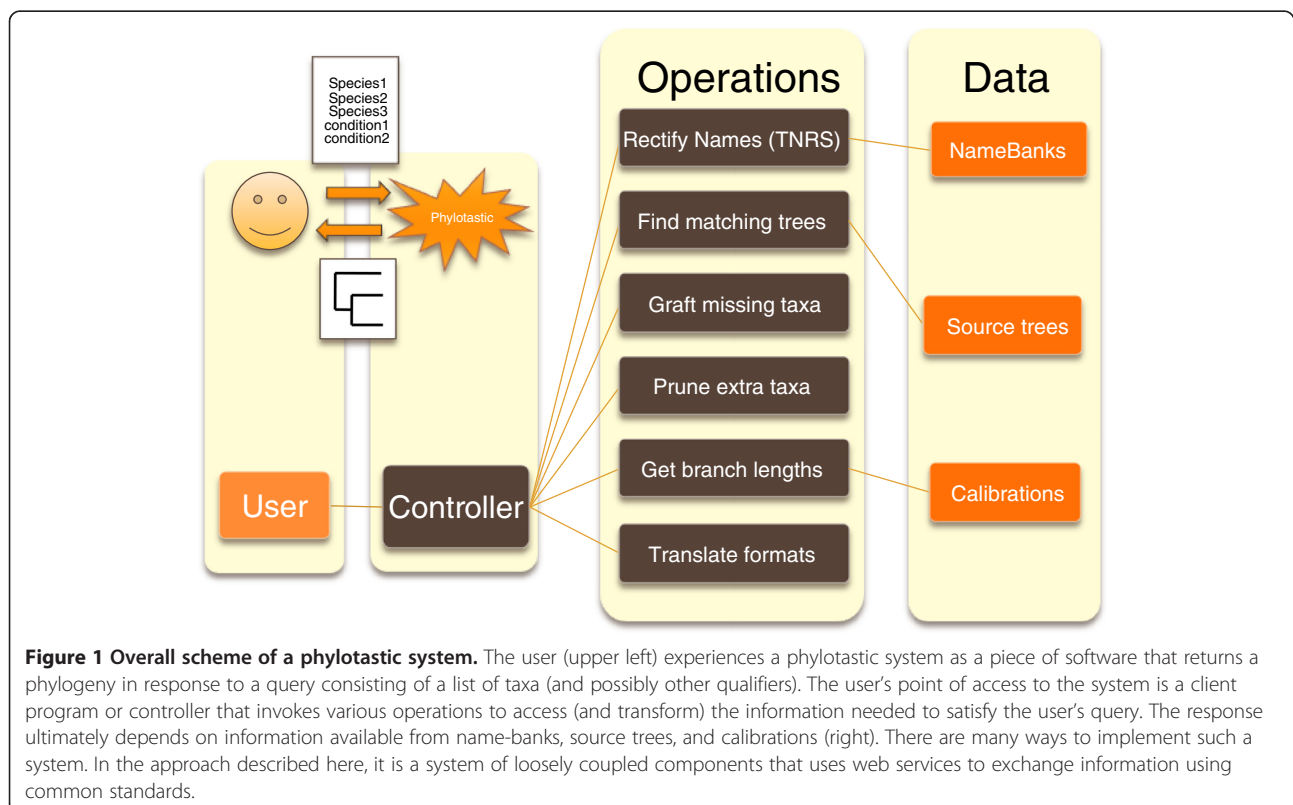 Species1
Species2
Species3
condition1
condition2
Phylotastic
User
Controller
Operations
Rectify Names (TNRS)
Find matching trees
Graft missing taxa
Prune extra taxa
Get branch lengths
Translate formats
Data
NameBanks
Source trees
Calibrations
Figure 1 Overall scheme of a phylotastic system. The user (upper left) experiences a phylotastic system as a piece of software that returns a
phylogeny in response to a query consisting of a list of taxa (and possibly other qualifiers). The user's point of access to the system is a client
program or controller that invokes various operations to access (and transform) the information needed to satisfy the user's query. The response
ultimately depends on information available from name-banks, source trees, and calibrations (right). There are many ways to implement such a
system. In the approach described here, it is a system of loosely coupled components that uses web services to exchange information using
common standards.